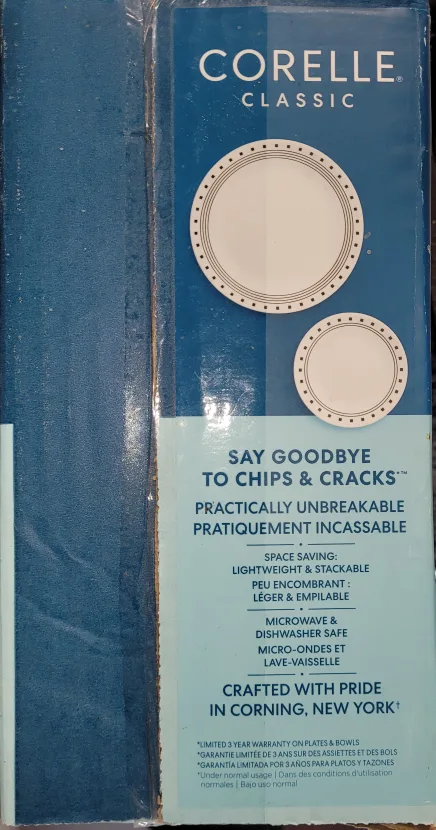 CORELLE®
CLASSIC
SAY GOODBYE
TO CHIPS & CRACKS*™
PRACTICALLY UNBREAKABLE
PRATIQUEMENT INCASSABLE
SPACE SAVING:
LIGHTWEIGHT & STACKABLE
PEU ENCOMBRANT :
LÉGER & EMPILABLE
MICROWAVE &
DISHWASHER SAFE
MICRO-ONDES ET
LAVE-VAISSELLE
CRAFTED WITH PRIDE
IN CORNING, NEW YORK†
*LIMITED 3 YEAR WARRANTY ON PLATES & BOWLS
*GARANTIE LIMITÉE DE 3 ANS SUR DES ASSIETTES ET DES BOLS
*GARANTÍA LIMITADA POR 3 AÑOS PARA PLATOS Y TAZONES
*Under normal usage | Dans des conditions d'utilisation
normales | Bajo uso normal